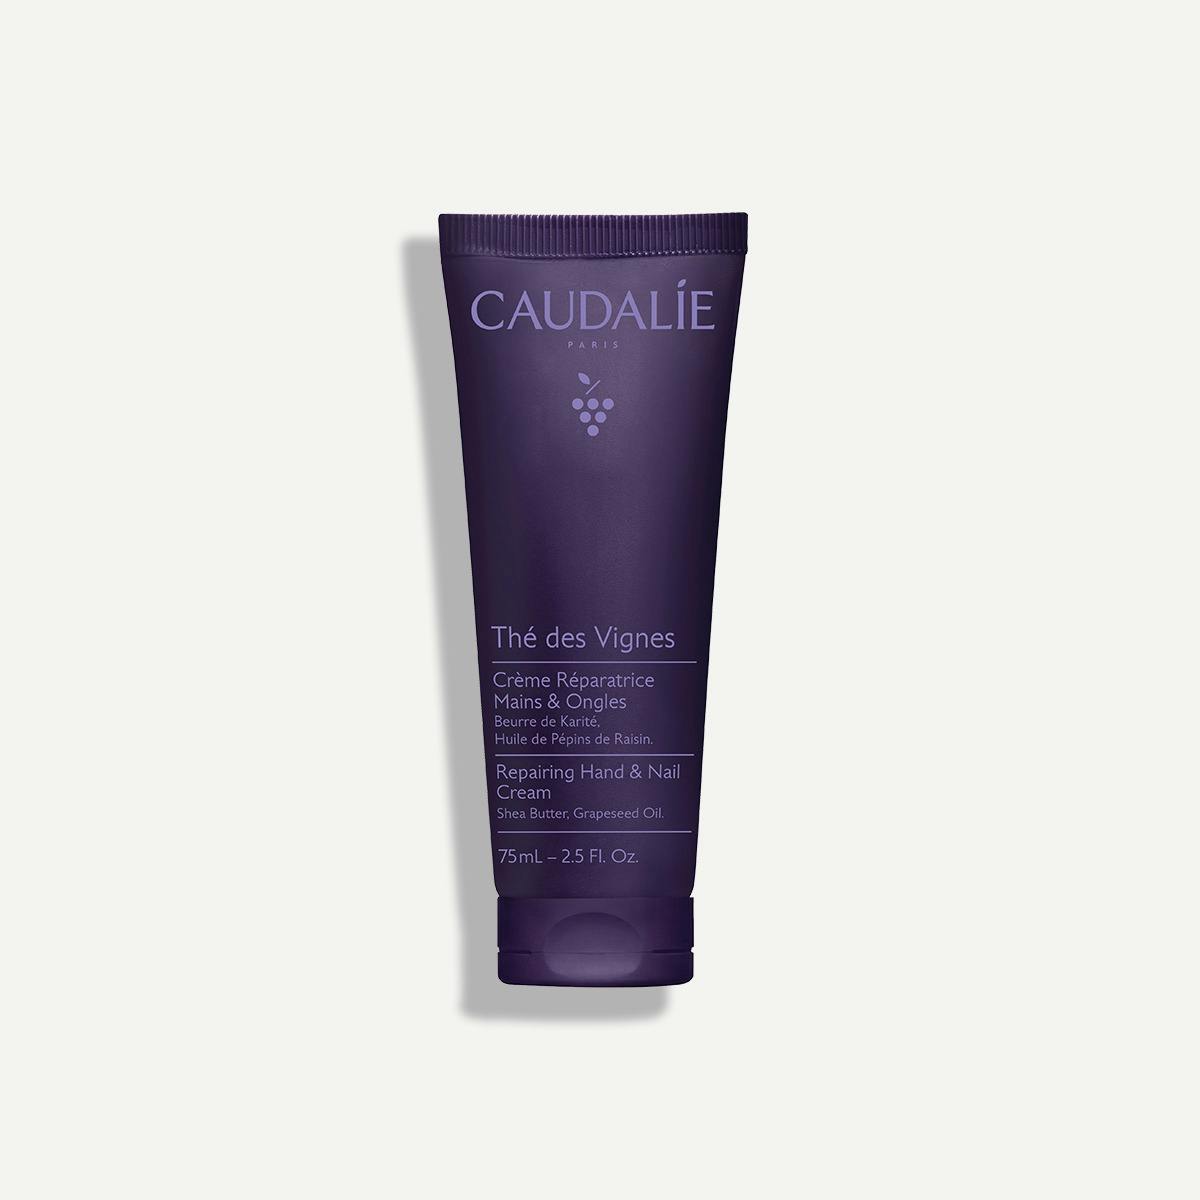 CAUDALÍE
PARIS
Thé des Vignes
Crème Réparatrice
Mains & Ongles
Beurre de Karité,
Huile de Pépins de Raisin.
Repairing Hand & Nail
Cream
Shea Butter, Grapeseed Oil.
75mL – 2.5 Fl. Oz.